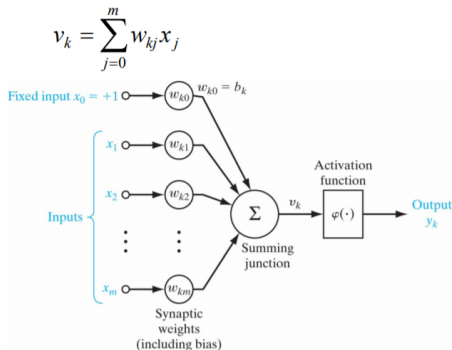 v_k = \sum_{j=0}^{m} w_{kj} x_j
Fixed input x_0 = +1
w_{k0}
w_{k0} = b_k
x_1
w_{k1}
Activation
function
x_2
w_{k2}
Inputs
Σ
v_k
φ(·)
Output
y_k
Summing
junction
x_m
w_{km}
Synaptic
weights
(including bias)